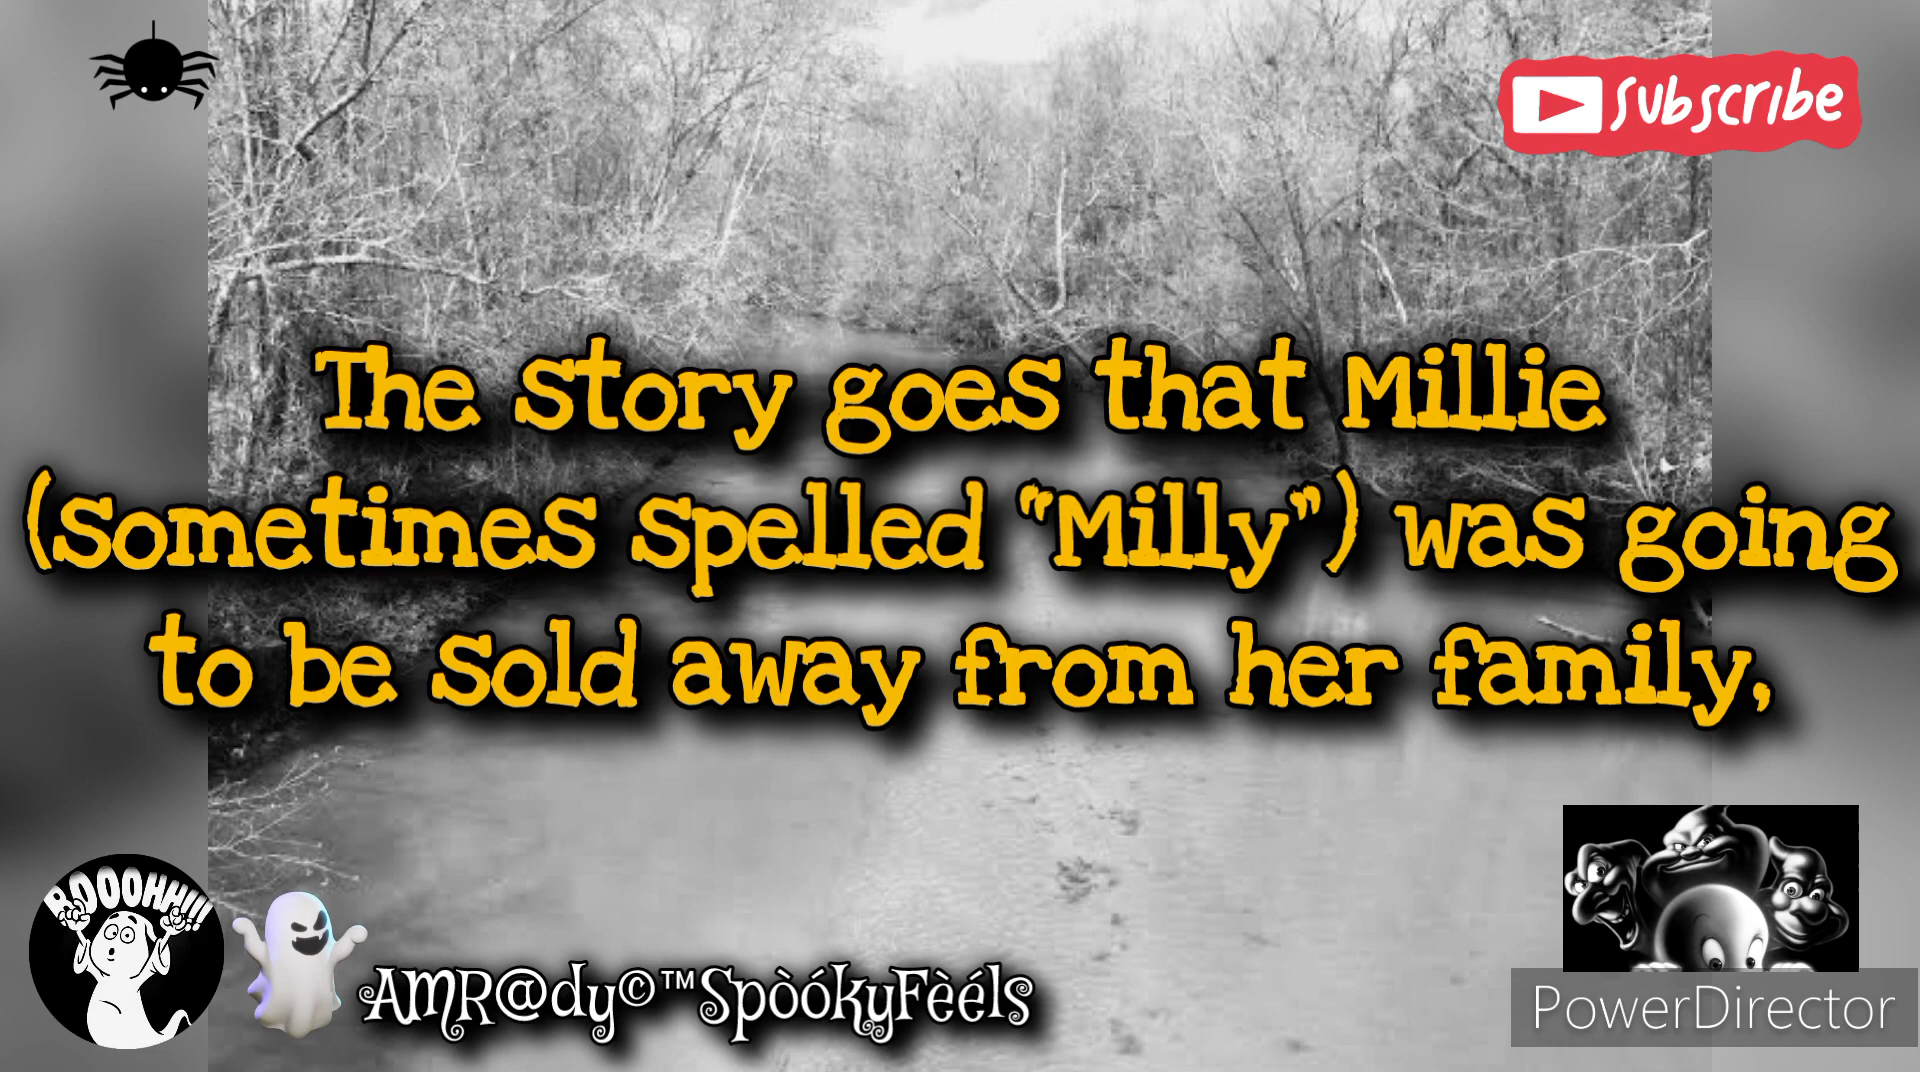 Subscribe
The story goes that Millie
(sometimes spelled “Milly”) was going
to be sold away from her family,
BOOOHH!!!
AMR@dy©™SpòókyFèéls
PowerDirector